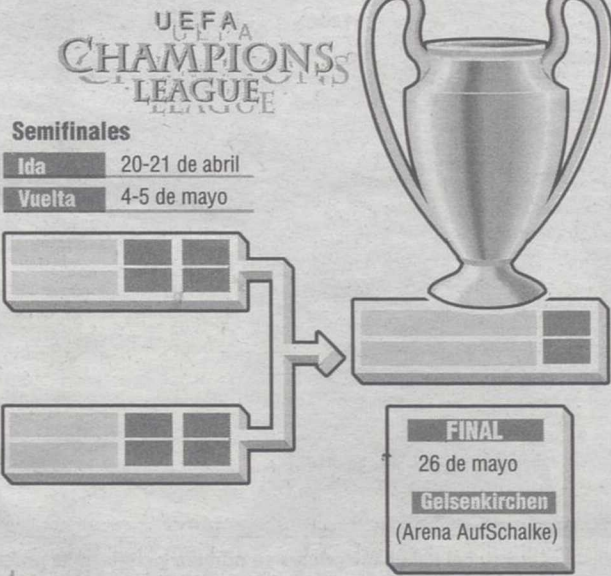 UEFA
CHAMPIONS
LEAGUE
Semifinales
Ida 20-21 de abril
Vuelta 4-5 de mayo
FINAL
26 de mayo
Gelsenkirchen
(Arena AufSchalke)